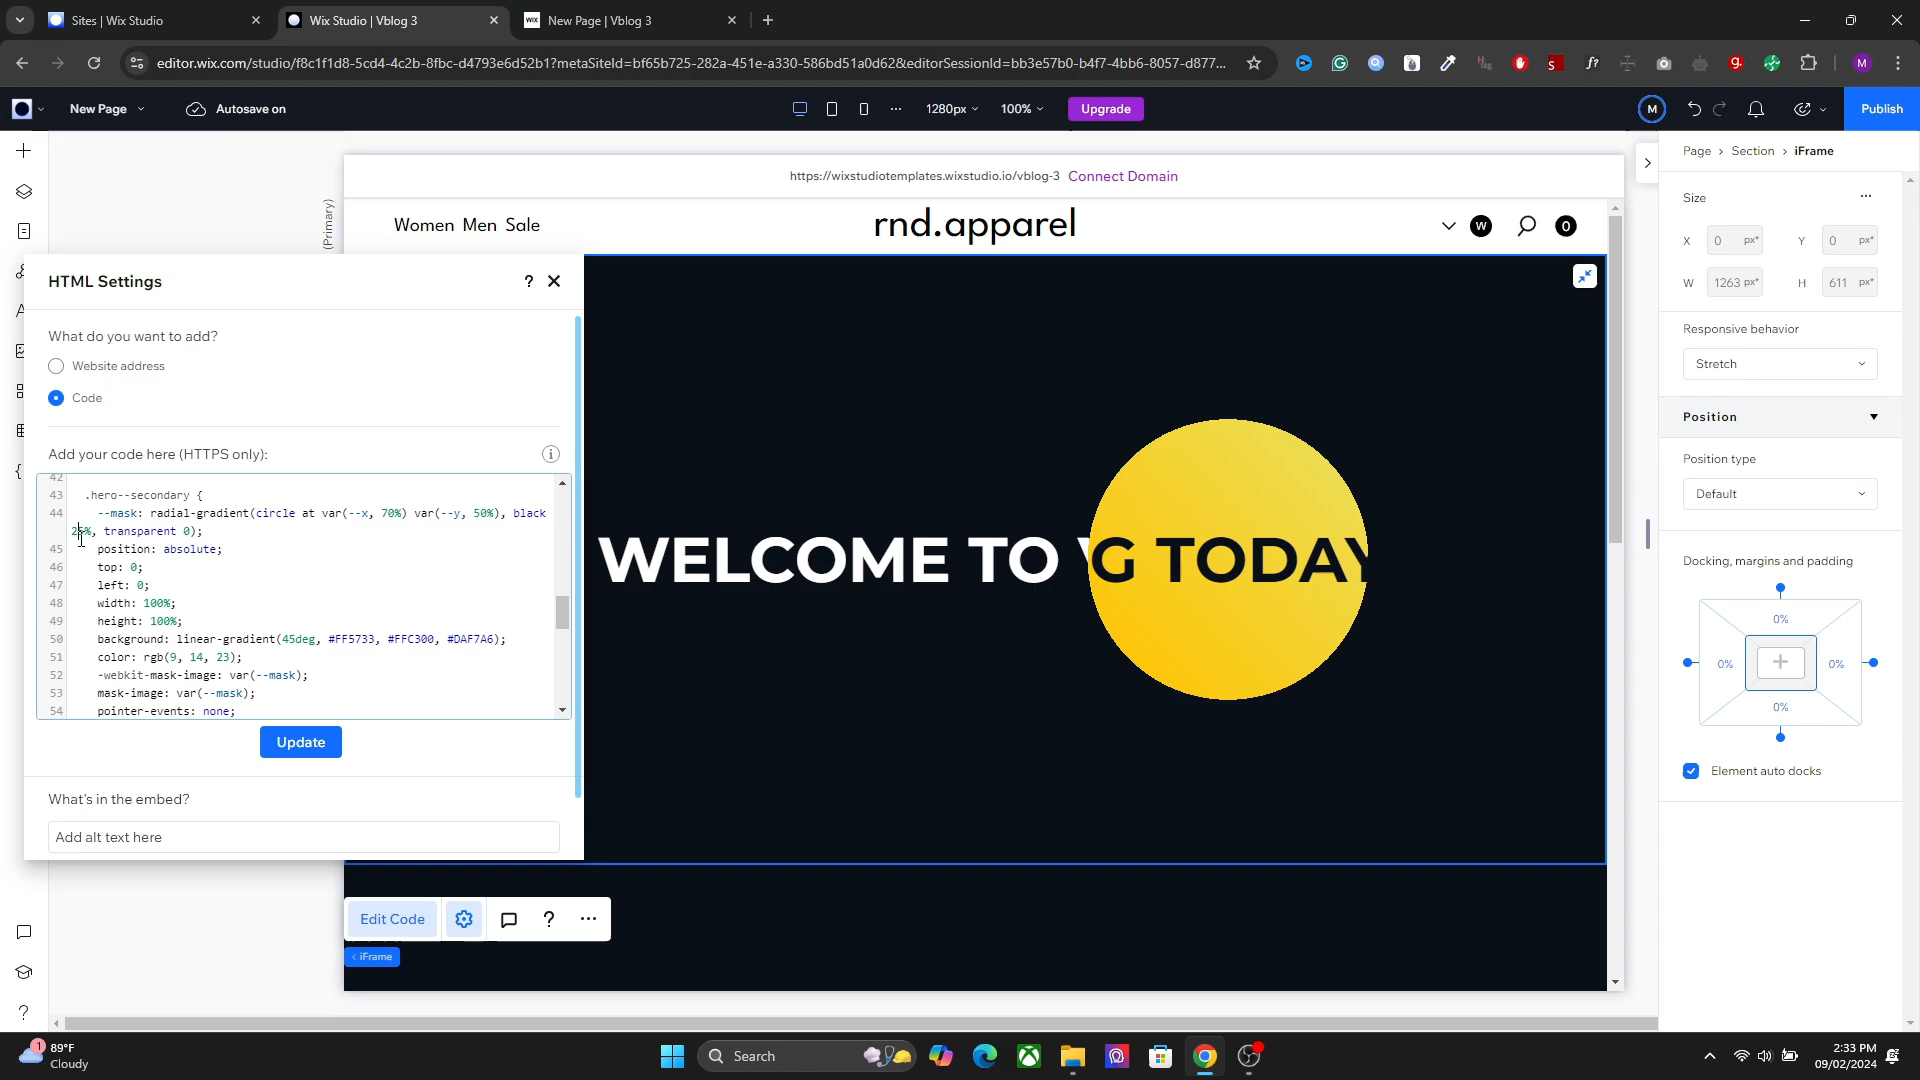 Sites | Wix Studio
Wix Studio | Vblog 3
WIX New Page | Vblog 3
editor.wix.com/studio/f8c1f1d8-5cd4-4c2b-8fbc-d4793e6d52b1?metaSiteId=bf65b725-282a-451e-a330-586bd51a0d62&editorSessionId=bb3e57b0-b4f7-4bb6-8057-d877...
New Page
Autosave on
1280px
100%
Upgrade
M
Publish
https://wixstudiotemplates.wixstudio.io/vblog-3 Connect Domain
(Primary)
Women Men Sale
rnd.apparel
W
0
HTML Settings
?
What do you want to add?
Website address
Code
Add your code here (HTTPS only):
42
43 .hero--secondary {
44 --mask: radial-gradient(circle at var(--x, 70%) var(--y, 50%), black
25%, transparent 0);
45 position: absolute;
46 top: 0;
47 left: 0;
48 width: 100%;
49 height: 100%;
50 background: linear-gradient(45deg, #FF5733, #FFC300, #DAF7A6);
51 color: rgb(9, 14, 23);
52 -webkit-mask-image: var(--mask);
53 mask-image: var(--mask);
54 pointer-events: none;
Update
What's in the embed?
Add alt text here
WELCOME TO
G TODAY
Edit Code
?
iFrame
Page > Section > iFrame
Size
X 0 px* Y 0 px*
W 1263 px* H 611 px*
Responsive behavior
Stretch
Position
Position type
Default
Docking, margins and padding
0%
0% 0%
0%
Element auto docks
1
89°F
Cloudy
Search
2:33 PM
09/02/2024